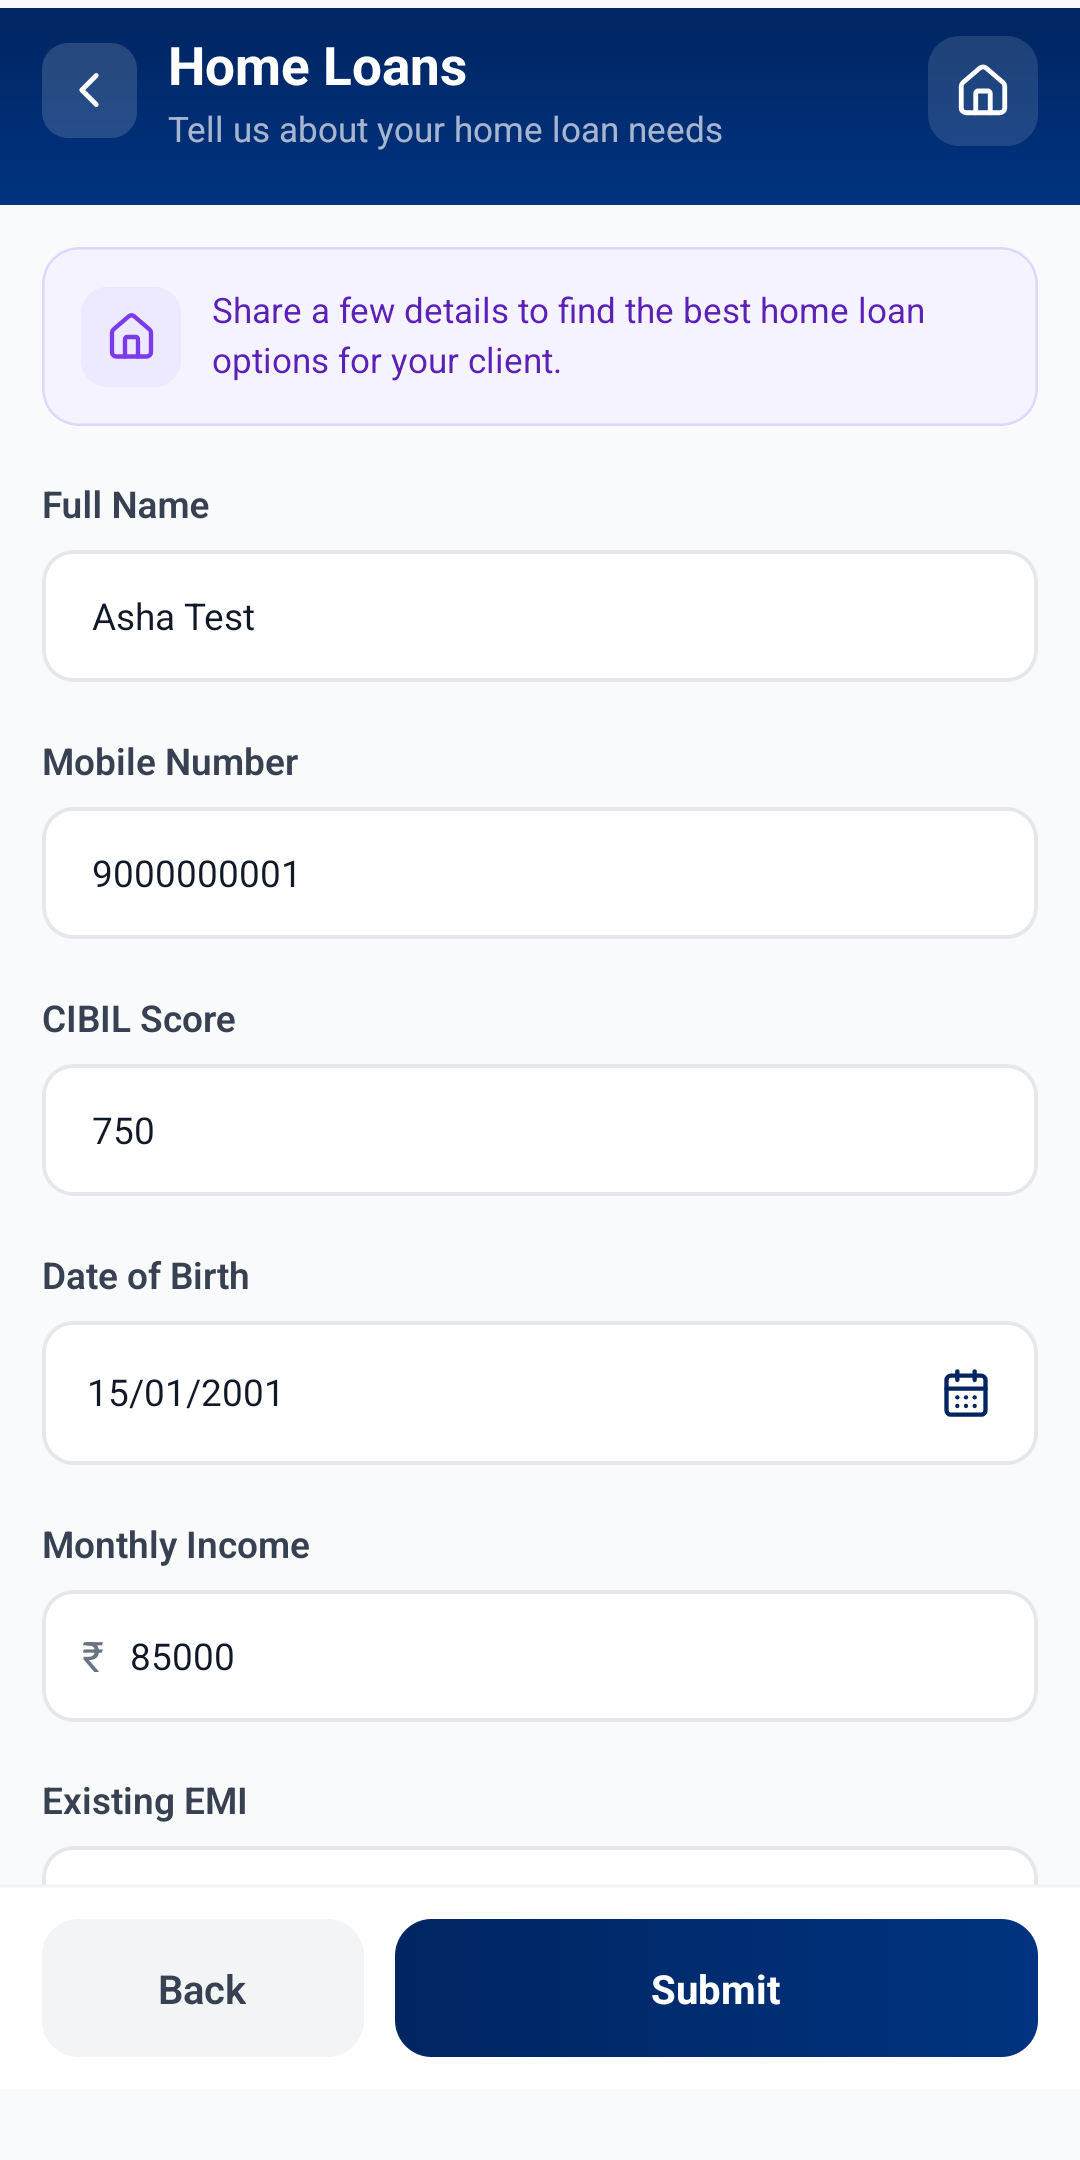 Home Loans
Tell us about your home loan needs
Share a few details to find the best home loan
options for your client.
Full Name
Asha Test
Mobile Number
9000000001
CIBIL Score
750
Date of Birth
15/01/2001
Monthly Income
₹ 85000
Existing EMI
Back
Submit